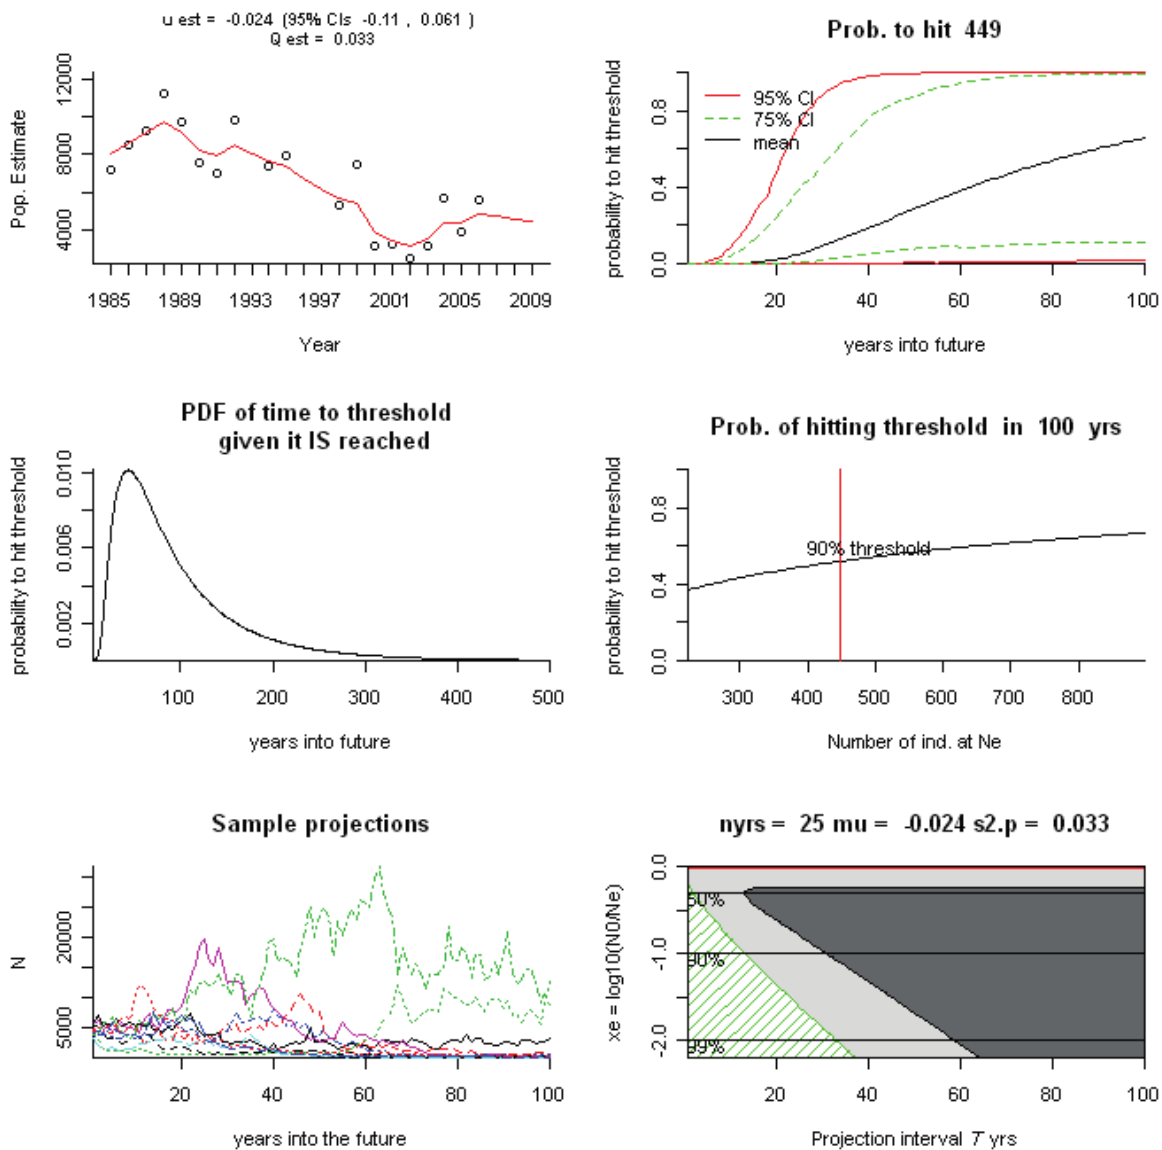 u est = -0.024 (95% CIs -0.11 , 0.061 )
Q est = 0.033
Pop. Estimate
12000
8000
4000
1985 1989 1993 1997 2001 2005 2009
Year
Prob. to hit 449
probability to hit threshold
0.8
0.4
0.0
95% CI
75% CI
mean
20 40 60 80 100
years into future
PDF of time to threshold
given it IS reached
probability to hit threshold
0.010
0.006
0.002
100 200 300 400 500
years into future
Prob. of hitting threshold in 100 yrs
probability to hit threshold
0.8
0.4
0.0
90% threshold
300 400 500 600 700 800
Number of ind. at Ne
Sample projections
N
200000
5000
20 40 60 80 100
years into the future
nyrs = 25 mu = -0.024 s2.p = 0.033
xe = log10(N0/Ne)
0.0
-1.0
-2.0
50%
90%
99%
20 40 60 80 100
Projection interval T yrs